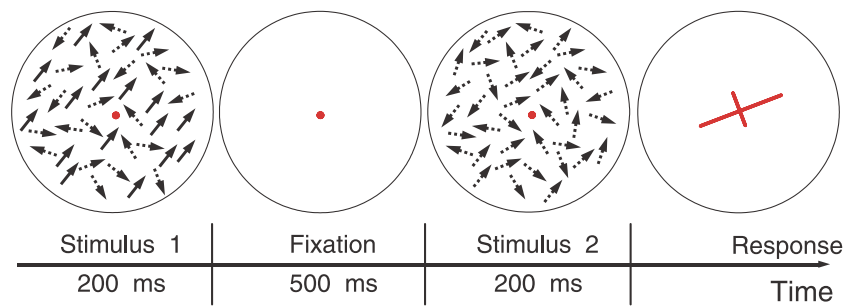 Stimulus 1 Fixation Stimulus 2 Response
200 ms 500 ms 200 ms Time